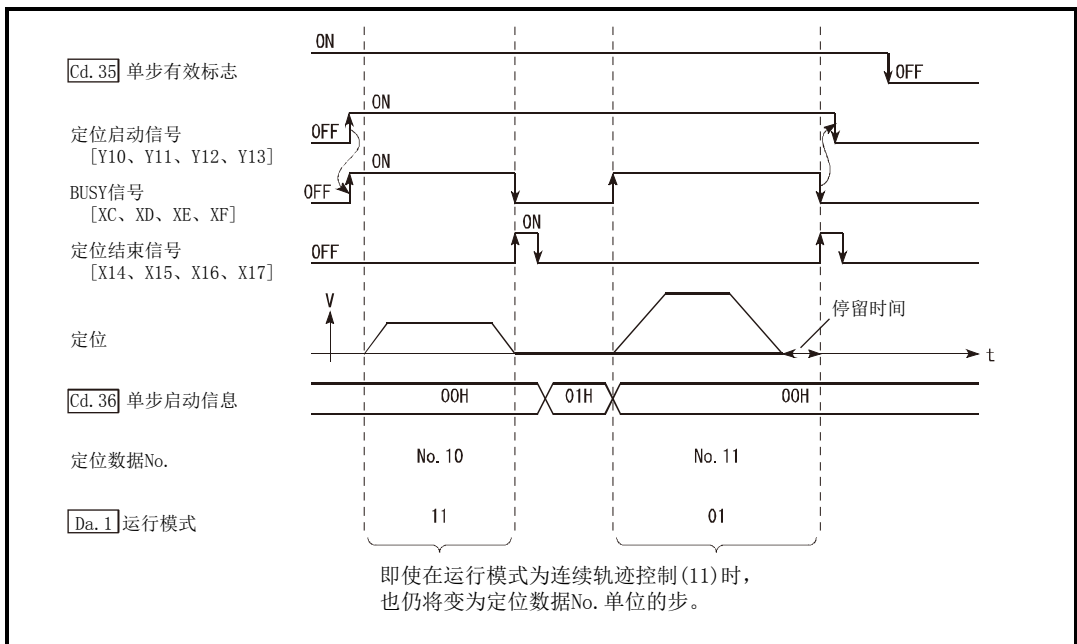 ON
Cd.35 单步有效标志
OFF
ON
定位启动信号
OFF
[Y10、Y11、Y12、Y13]
ON
BUSY信号
OFF
[XC、XD、XE、XF]
ON
定位结束信号
OFF
[X14、X15、X16、X17]
V
停留时间
定位
t
Cd.36 单步启动信息
00H
01H
00H
定位数据No.
No.10
No.11
Da.1 运行模式
11
01
即使在运行模式为连续轨迹控制(11)时，
也仍将变为定位数据No.单位的步。